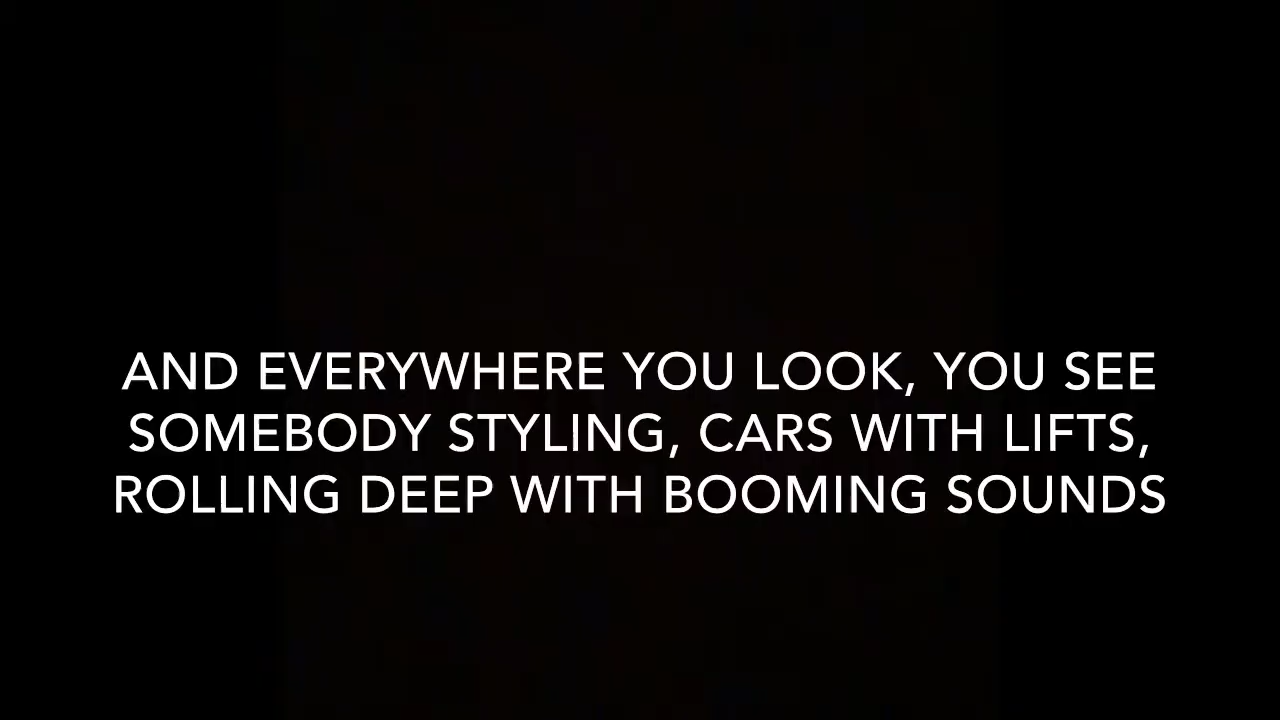 AND EVERYWHERE YOU LOOK, YOU SEE
SOMEBODY STYLING, CARS WITH LIFTS,
ROLLING DEEP WITH BOOMING SOUNDS